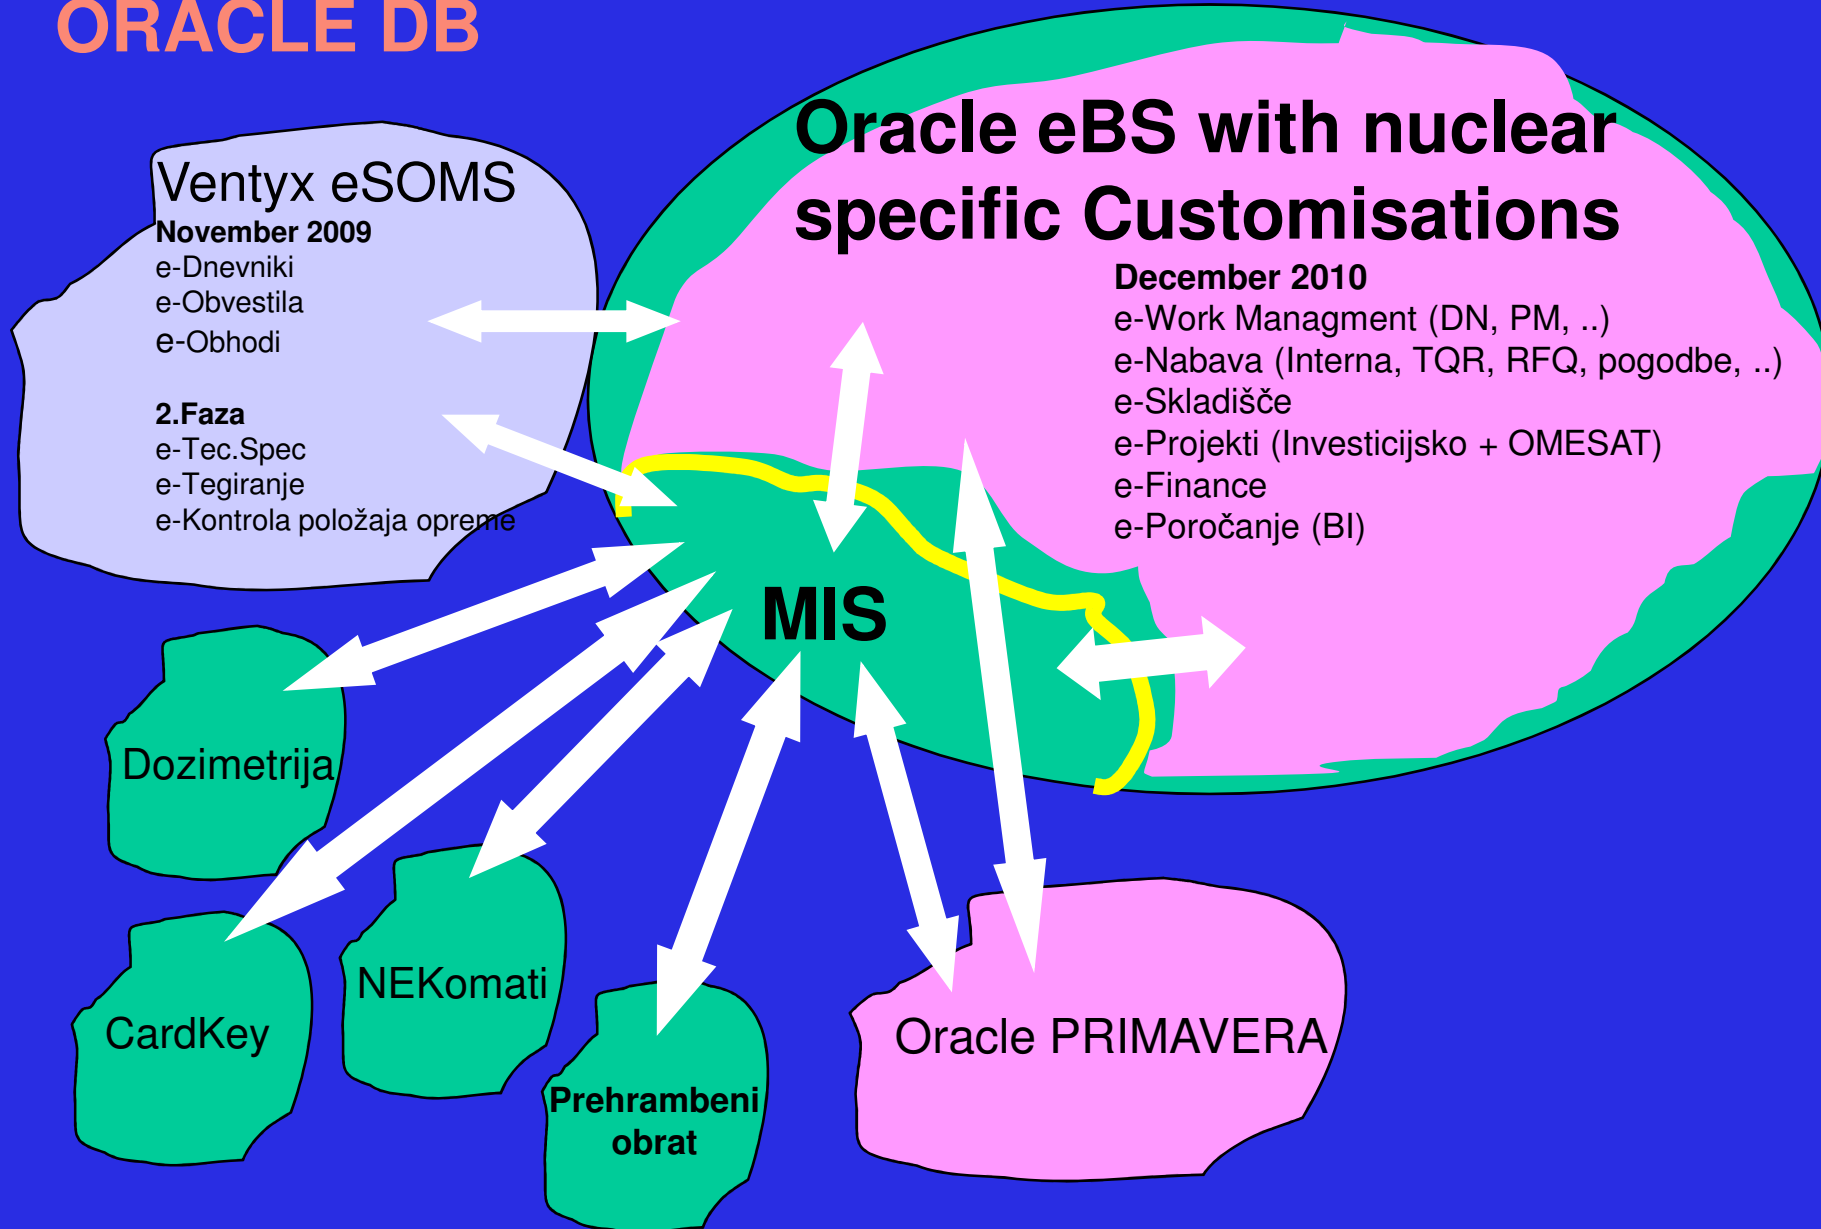 ORACLE DB
Oracle eBS with nuclear
specific Customisations
December 2010
e-Work Managment (DN, PM, ..)
e-Nabava (Interna, TQR, RFQ, pogodbe, ..)
e-Skladišče
e-Projekti (Investicijsko + OMESAT)
e-Finance
e-Poročanje (BI)
Ventyx eSOMS
November 2009
e-Dnevniki
e-Obvestila
e-Obhodi
2.Faza
e-Tec.Spec
e-Tegiranje
e-Kontrola položaja opreme
MIS
Dozimetrija
CardKey
NEKomati
Prehrambeni
obrat
Oracle PRIMAVERA